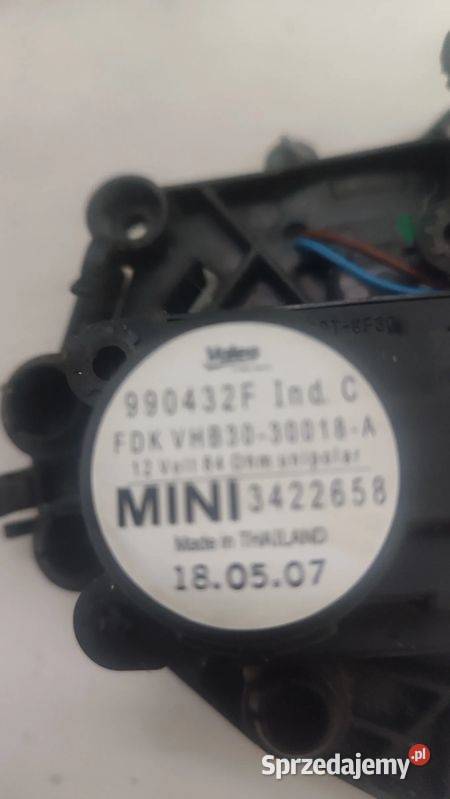 Valeo
990432F Ind. C
FDK VHB30-30018-A
12 Volt 84 Ohm unipolar
MINI 3422658
Made in THAILAND
18.05.07
Sprzedajemy.pl